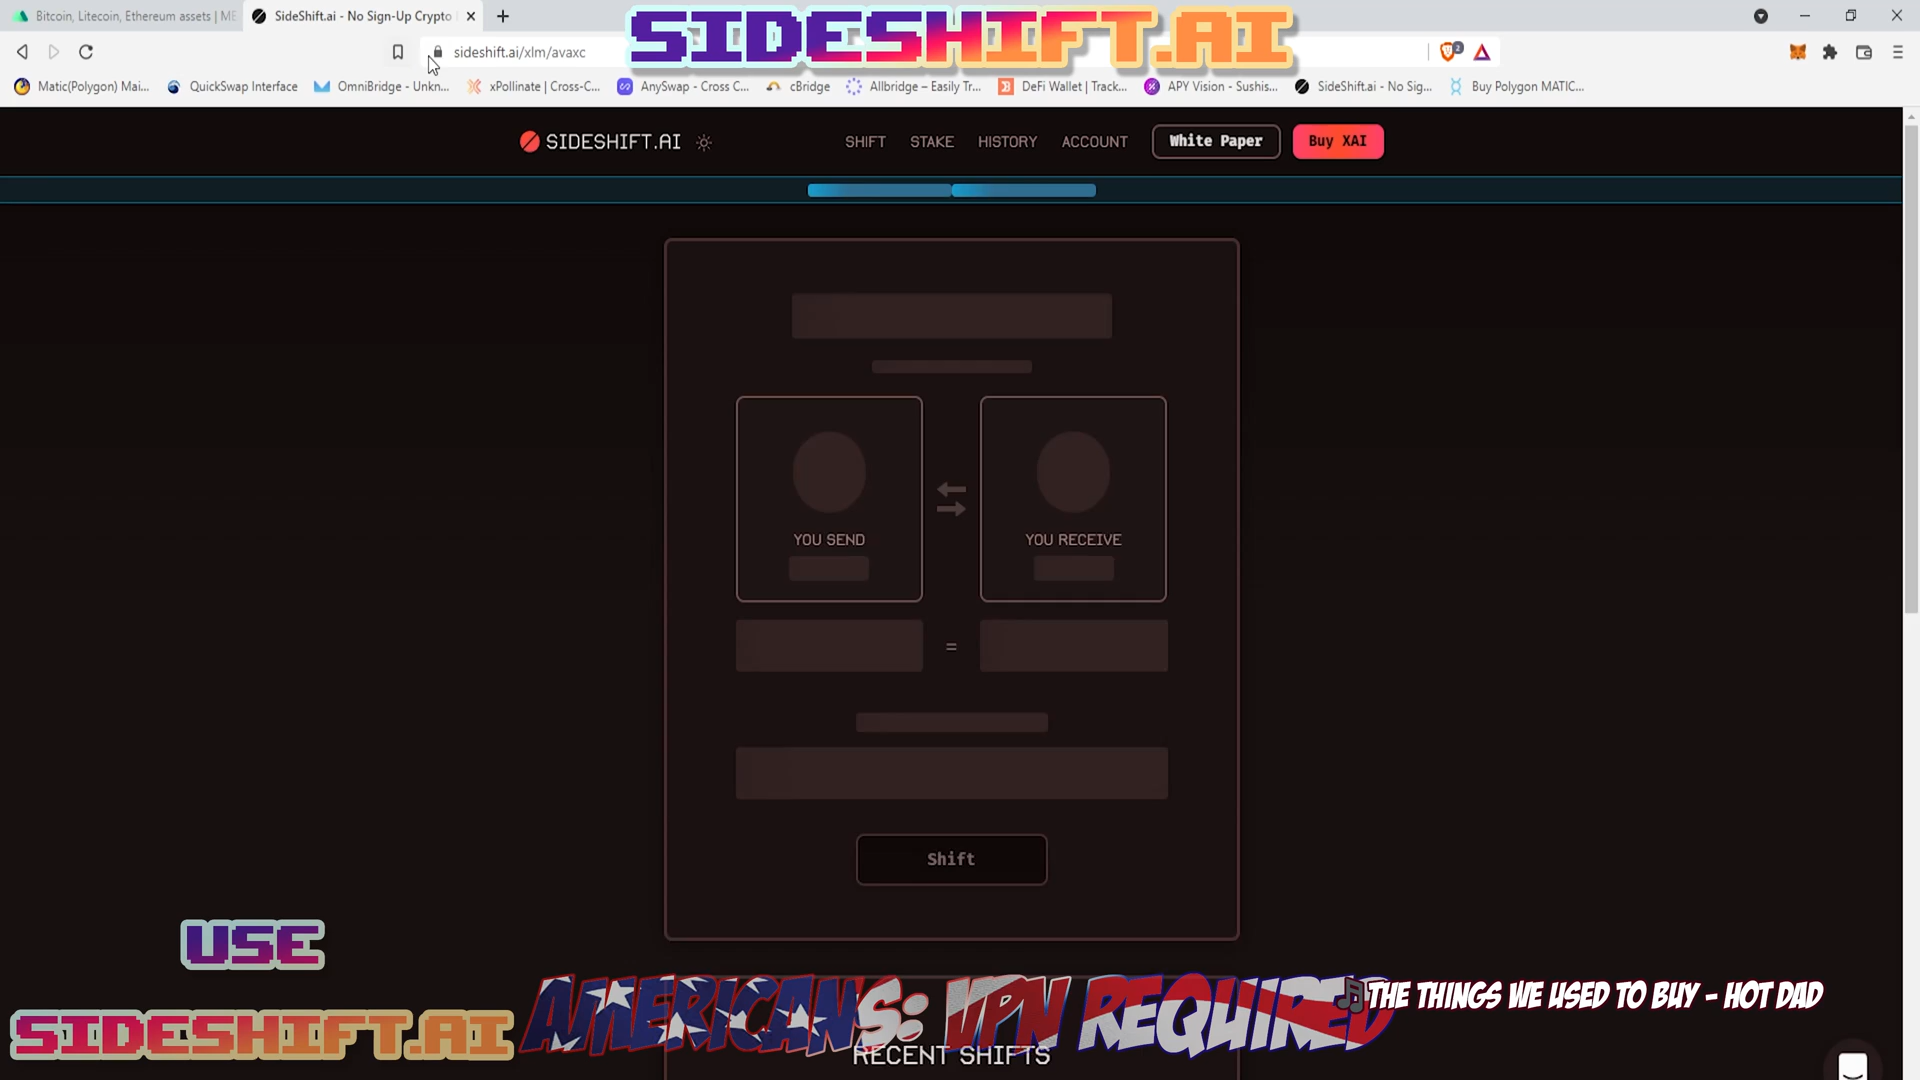 Bitcoin, Litecoin, Ethereum assets | ME
SideShift.ai - No Sign-Up Crypto
SIDESHIFT.AI
sideshift.ai/xlm/avaxc
2
Matic(Polygon) Mai...
QuickSwap Interface
OmniBridge - Unkn...
xPollinate | Cross-C...
AnySwap - Cross C...
cBridge
Allbridge – Easily Tr...
DeFi Wallet | Track...
APY Vision - Sushis...
SideShift.ai - No Sig...
Buy Polygon MATIC...
SIDESHIFT.AI
SHIFT
STAKE
HISTORY
ACCOUNT
White Paper
Buy XAI
YOU SEND
YOU RECEIVE
=
Shift
USE
SIDESHIFT.AI
AMERICANS: VPN REQUIRED
🎵THE THINGS WE USED TO BUY - HOT DAD
RECENT SHIFTS